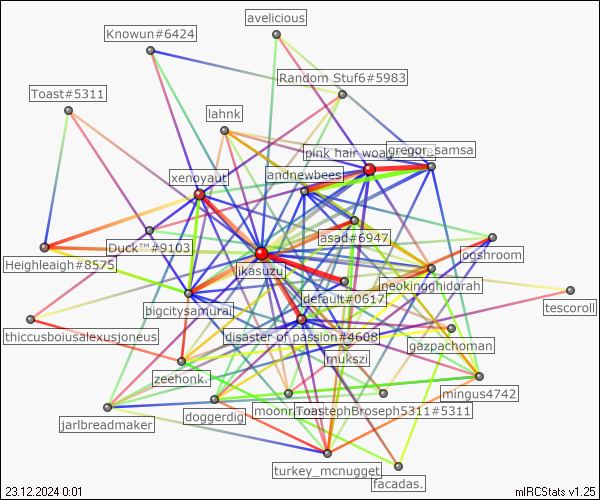 avelicious
Knowun#6424
Random Stuf6#5983
Toast#5311
lahnk
pink hair woa
gregor_samsa
xenoyaut
andnewbees
asad#6947
Duck™#9103
ogshroom
Heighleaigh#8575
jkasuzu
neokingghidorah
default#0617
tescoroll
bigcitysamurai
thiccusboiusalexusjoneus
disaster of passion#4608
gazpachoman
mukszi
zeehonk.
mingus4742
doggerdig
moonr
ToastephBroseph5311#5311
jarlbreadmaker
turkey_mcnugget
facadas.
23.12.2024 0:01
mIRCStats v1.25